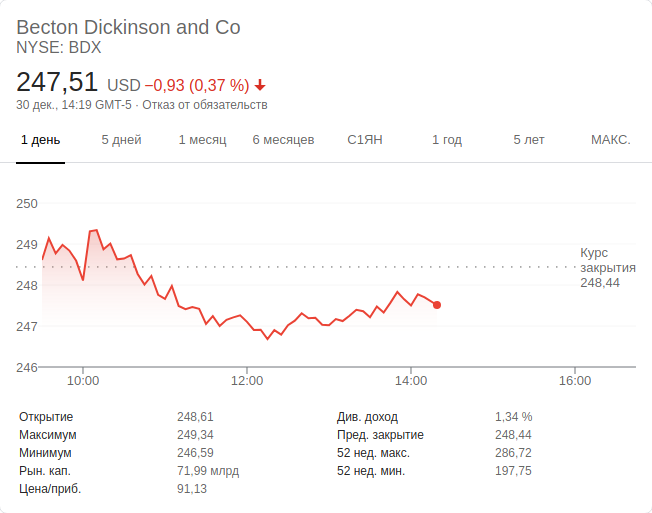 Becton Dickinson and Co
NYSE: BDX
247,51 USD −0,93 (0,37 %)
30 дек., 14:19 GMT-5 · Отказ от обязательств
1 день 5 дней 1 месяц 6 месяцев С1ЯН 1 год 5 лет МАКС.
250
249
Курс
закрытия
248,44
248
247
246
10:00 12:00 14:00 16:00
Открытие 248,61 Див. доход 1,34 %
Максимум 249,34 Пред. закрытие 248,44
Минимум 246,59 52 нед. макс. 286,72
Рын. кап. 71,99 млрд 52 нед. мин. 197,75
Цена/приб. 91,13